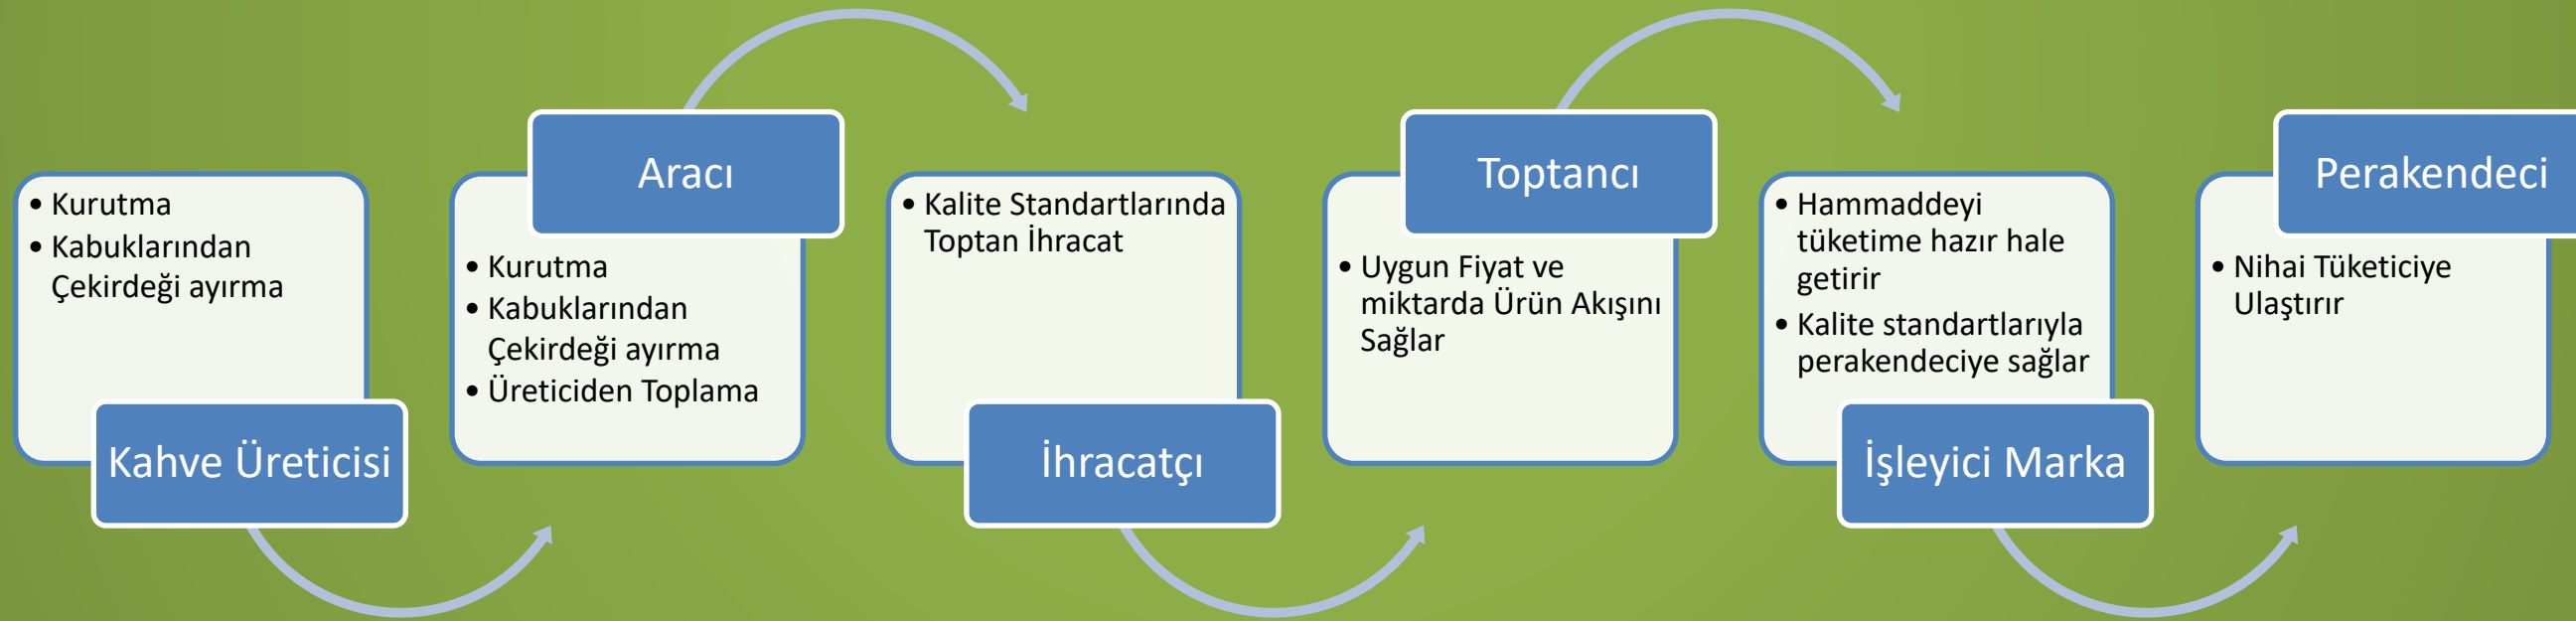 • Kurutma
• Kabuklarından
Çekirdeği ayırma
Kahve Üreticisi
Aracı
• Kurutma
• Kabuklarından
Çekirdeği ayırma
• Üreticiden Toplama
• Kalite Standartlarında
Toptan İhracat
İhracatçı
Toptancı
• Uygun Fiyat ve
miktarda Ürün Akışını
Sağlar
• Hammaddeyi
tüketime hazır hale
getirir
• Kalite standartlarıyla
perakendeciye sağlar
İşleyici Marka
Perakendeci
• Nihai Tüketiciye
Ulaştırır